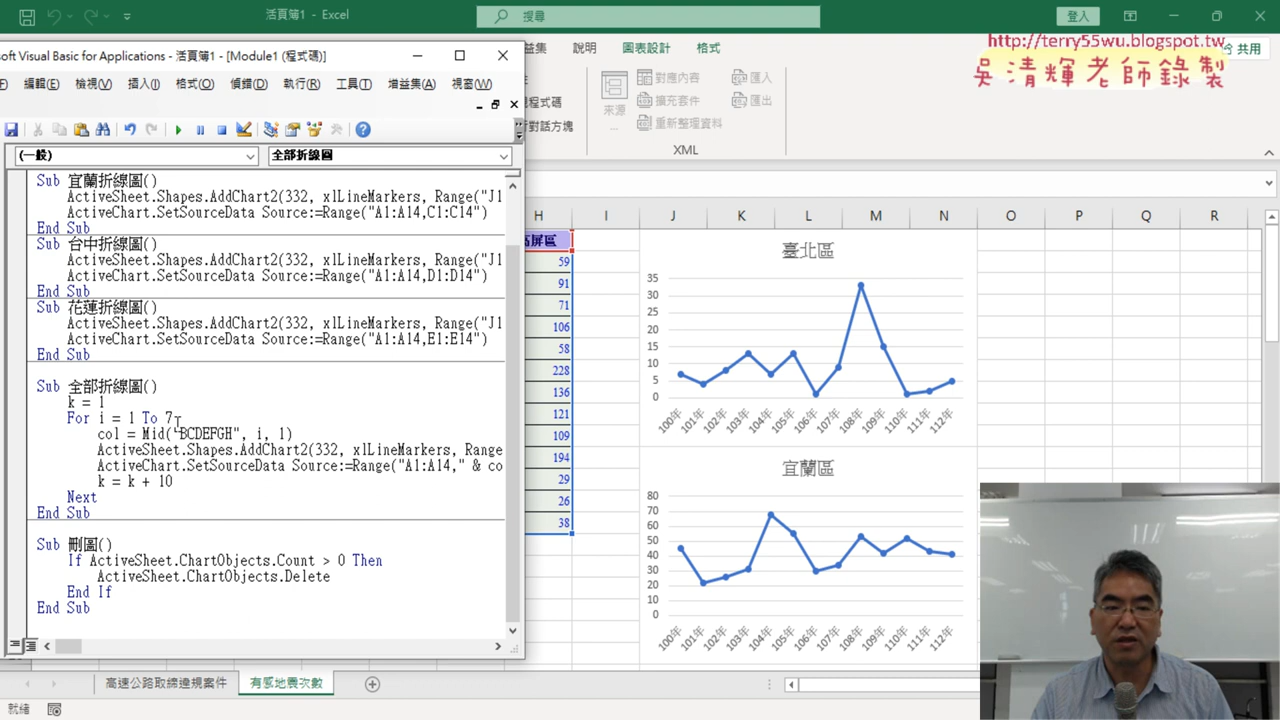 活頁簿1 - Excel
搜尋
登入
http://terry55wu.blogspot.tw
吳清輝老師錄製
共用
soft Visual Basic for Applications - 活頁簿1 - [Module1 (程式碼)]
益集 說明 圖表設計 格式
編輯(E) 檢視(V) 插入(I) 格式(O) 偵錯(D) 執行(R) 工具(T) 增益集(A) 視窗(W)
程式碼
對話方塊
來源
...
對應內容
擴充套件
重新整理資料
匯入
匯出
XML
(一般)
全部折線圖
Sub 宜蘭折線圖()
ActiveSheet.Shapes.AddChart2(332, xlLineMarkers, Range("J1
ActiveChart.SetSourceData Source:=Range("A1:A14,C1:C14")
End Sub
Sub 台中折線圖()
ActiveSheet.Shapes.AddChart2(332, xlLineMarkers, Range("J1
ActiveChart.SetSourceData Source:=Range("A1:A14,D1:D14")
End Sub
Sub 花蓮折線圖()
ActiveSheet.Shapes.AddChart2(332, xlLineMarkers, Range("J1
ActiveChart.SetSourceData Source:=Range("A1:A14,E1:E14")
End Sub
Sub 全部折線圖()
k = 1
For i = 1 To 7
col = Mid("BCDEFGH", i, 1)
ActiveSheet.Shapes.AddChart2(332, xlLineMarkers, Range
ActiveChart.SetSourceData Source:=Range("A1:A14," & co
k = k + 10
Next
End Sub
Sub 刪圖()
If ActiveSheet.ChartObjects.Count > 0 Then
ActiveSheet.ChartObjects.Delete
End If
End Sub
H I J K L M N O P Q R
高屏區
59
91
71
106
58
228
136
121
109
194
29
26
38
臺北區
35
30
25
20
15
10
5
0
100年 101年 102年 103年 104年 105年 106年 107年 108年 109年 110年 111年 112年
宜蘭區
80
70
60
50
40
30
20
10
0
100年 101年 102年 103年 104年 105年 106年 107年 108年 109年 110年 111年 112年
高速公路取締違規案件
有感地震次數
就緒